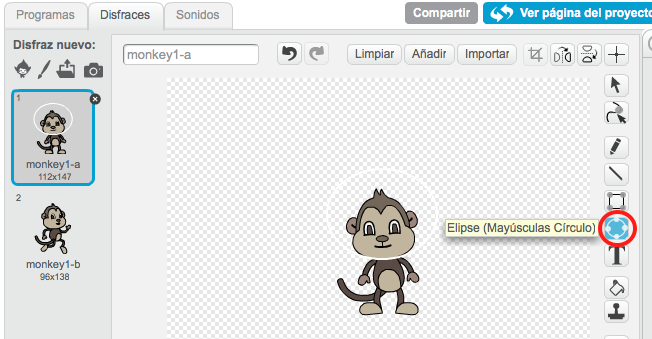 Programas Disfraces Sonidos Compartir Ver página del proyecto
Disfraz nuevo:
monkey1-a Limpiar Añadir Importar
1
monkey1-a
112x147
2
monkey1-b
96x138
Elipse (Mayúsculas Círculo)
T